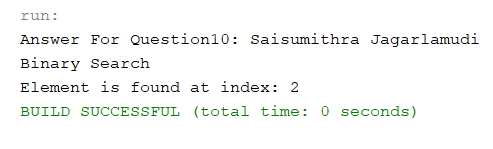 run:
Answer For Question10: Saisumithra Jagarlamudi
Binary Search
Element is found at index: 2
BUILD SUCCESSFUL (total time: 0 seconds)